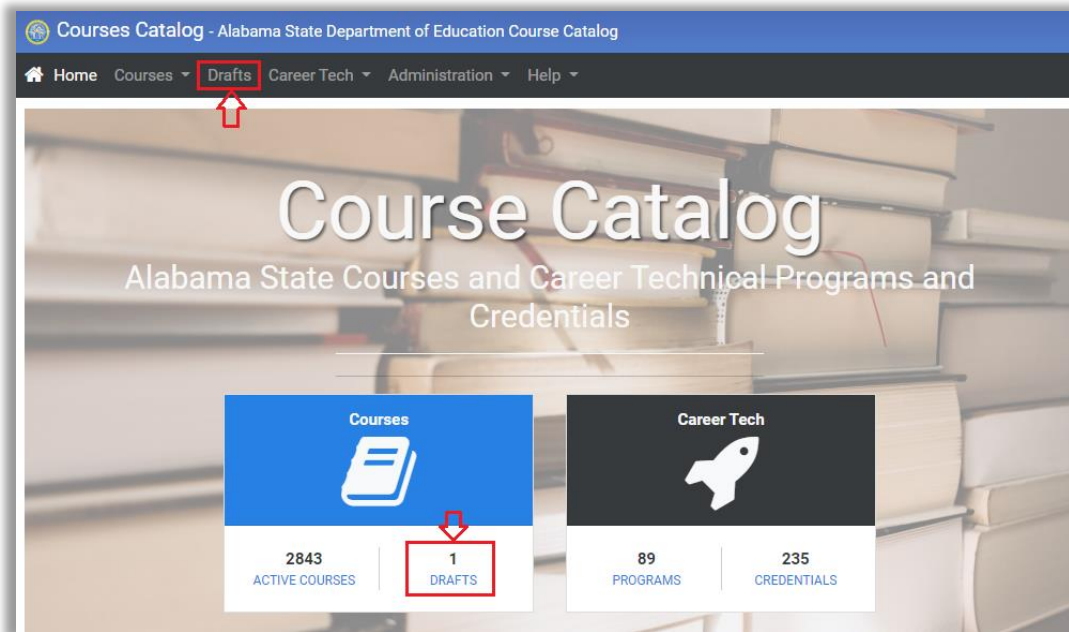 Courses Catalog - Alabama State Department of Education Course Catalog
Home Courses Drafts Career Tech Administration Help
Course Catalog
Alabama State Courses and Career Technical Programs and
Credentials
Courses
Career Tech
2843
ACTIVE COURSES
1
DRAFTS
89
PROGRAMS
235
CREDENTIALS